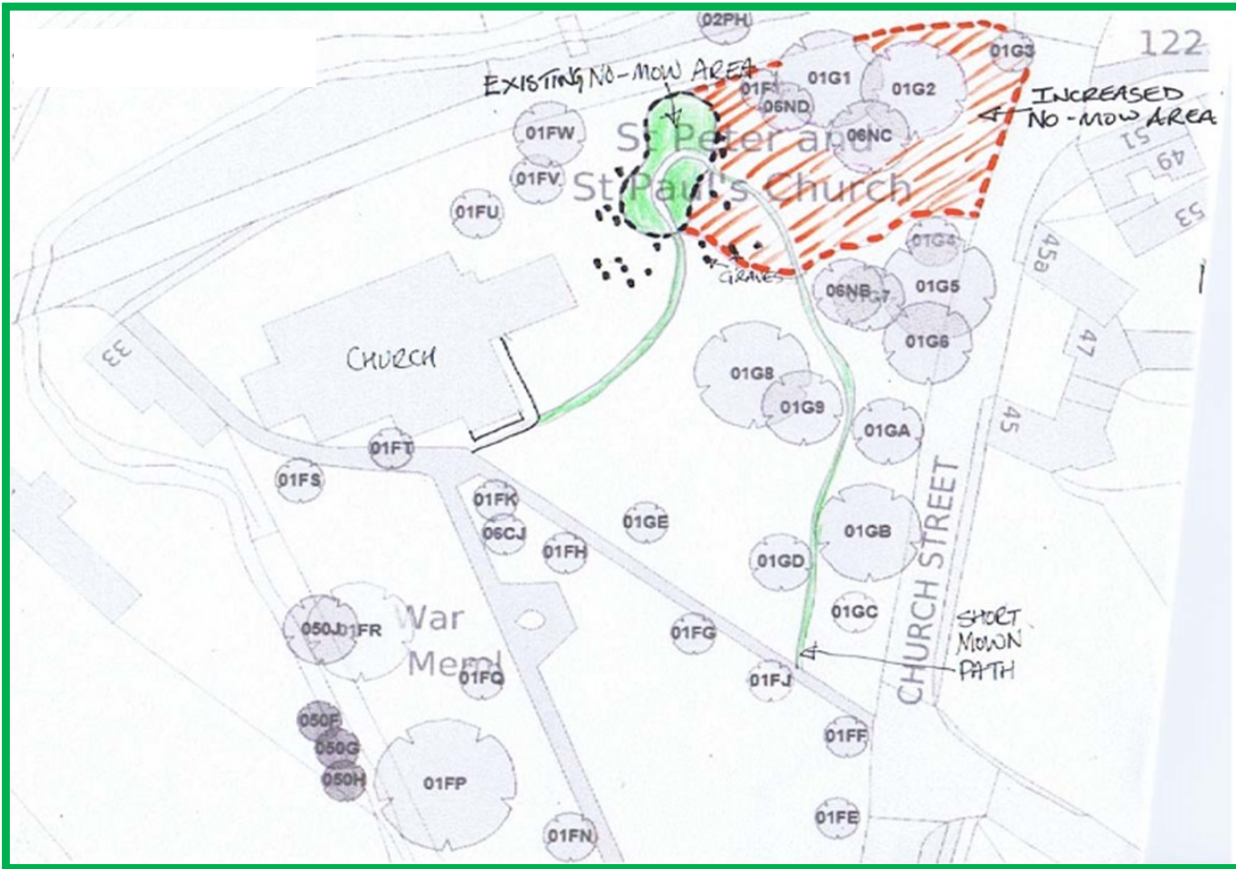 02PH
122
EXISTING NO-MOW AREA
01G3
01G1
01G2
INCREASED
NO-MOW AREA
06ND
01FW
06NC
51
49
53
St Peter and
St Paul's Church
01FV
01FU
01G4
45a
GRAVES
06NB
01G7
01G5
01G6
47
33
CHURCH
01G8
01G9
45
01GA
01FT
01FS
01FK
06CJ
01FH
01GE
01GB
01GD
CHURCH STREET
01GC
SHORT
MOWN
PATH
050J
01FR
War
Meml
01FG
01FQ
01FJ
050F
050G
050H
01FP
01FF
01FE
01FN